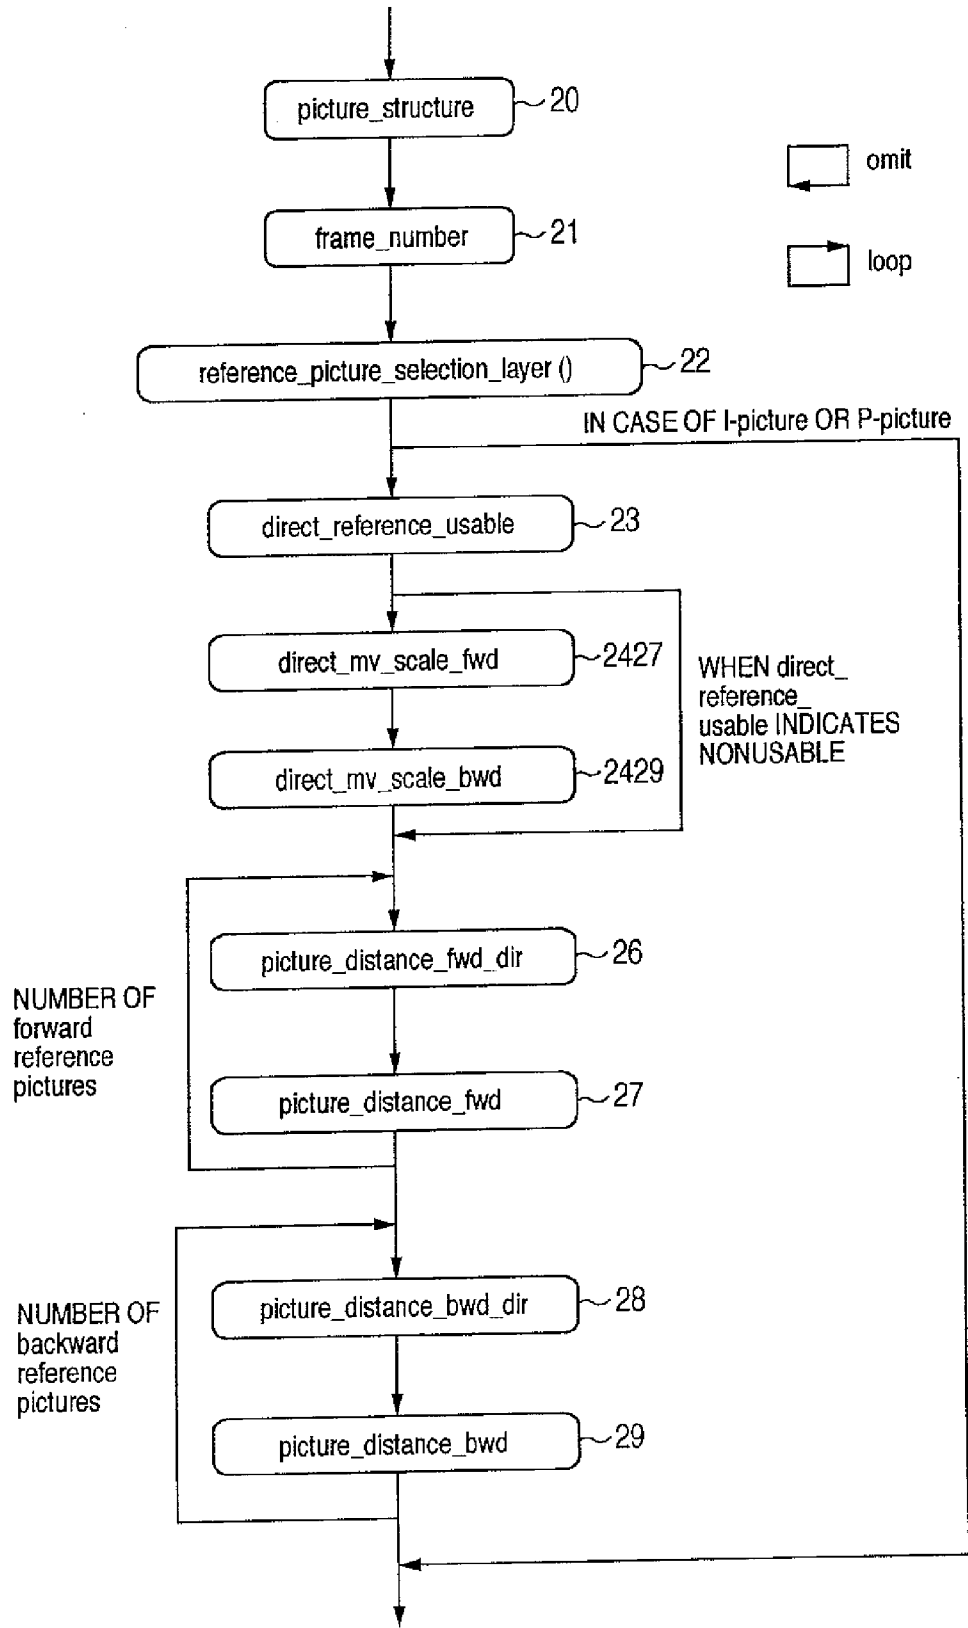 picture_structure
20
omit
frame_number
21
loop
reference_picture_selection_layer ()
22
IN CASE OF I-picture OR P-picture
direct_reference_usable
23
direct_mv_scale_fwd
2427
WHEN direct_
reference_
usable INDICATES
NONUSABLE
direct_mv_scale_bwd
2429
picture_distance_fwd_dir
26
NUMBER OF
forward
reference
pictures
picture_distance_fwd
27
picture_distance_bwd_dir
28
NUMBER OF
backward
reference
pictures
picture_distance_bwd
29